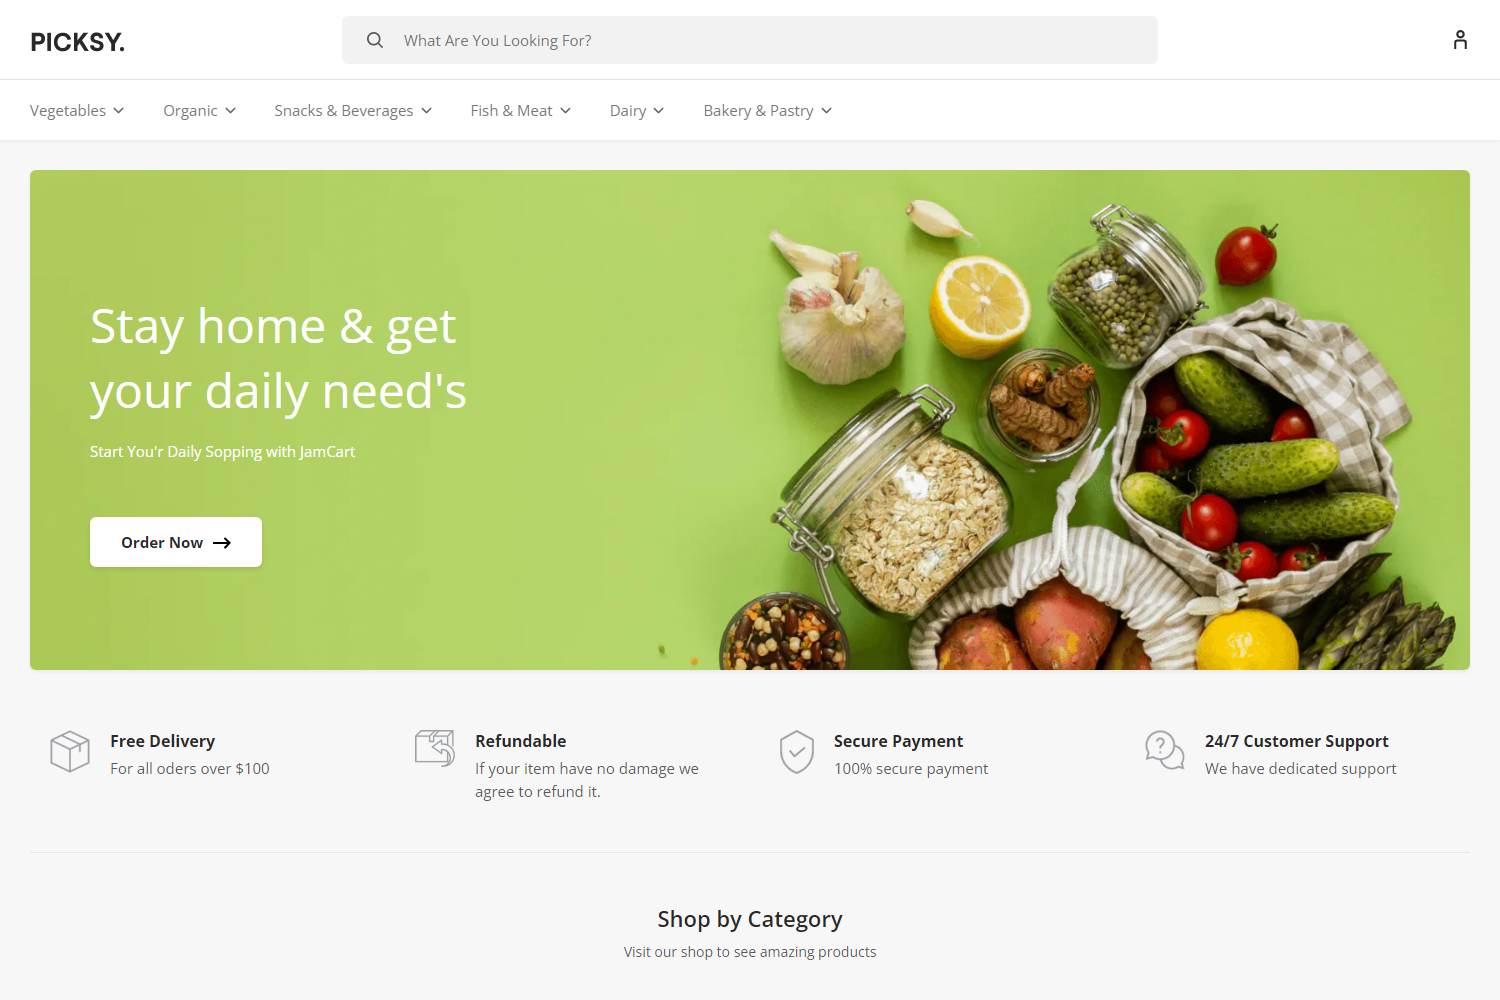 PICKSY.
What Are You Looking For?
Vegetables
Organic
Snacks & Beverages
Fish & Meat
Dairy
Bakery & Pastry
Stay home & get
your daily need's
Start You'r Daily Sopping with JamCart
Order Now
Free Delivery
For all oders over $100
Refundable
If your item have no damage we
agree to refund it.
Secure Payment
100% secure payment
24/7 Customer Support
We have dedicated support
Shop by Category
Visit our shop to see amazing products